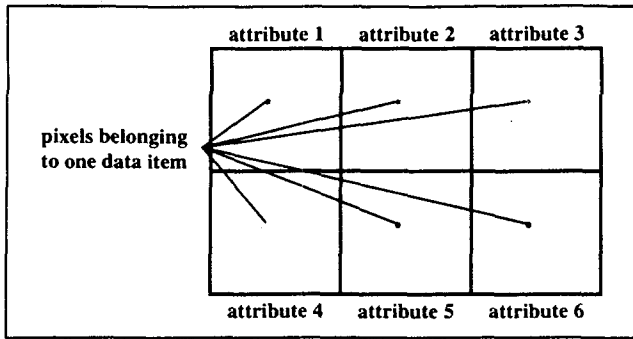 attribute 1 attribute 2 attribute 3
pixels belonging
to one data item
attribute 4 attribute 5 attribute 6